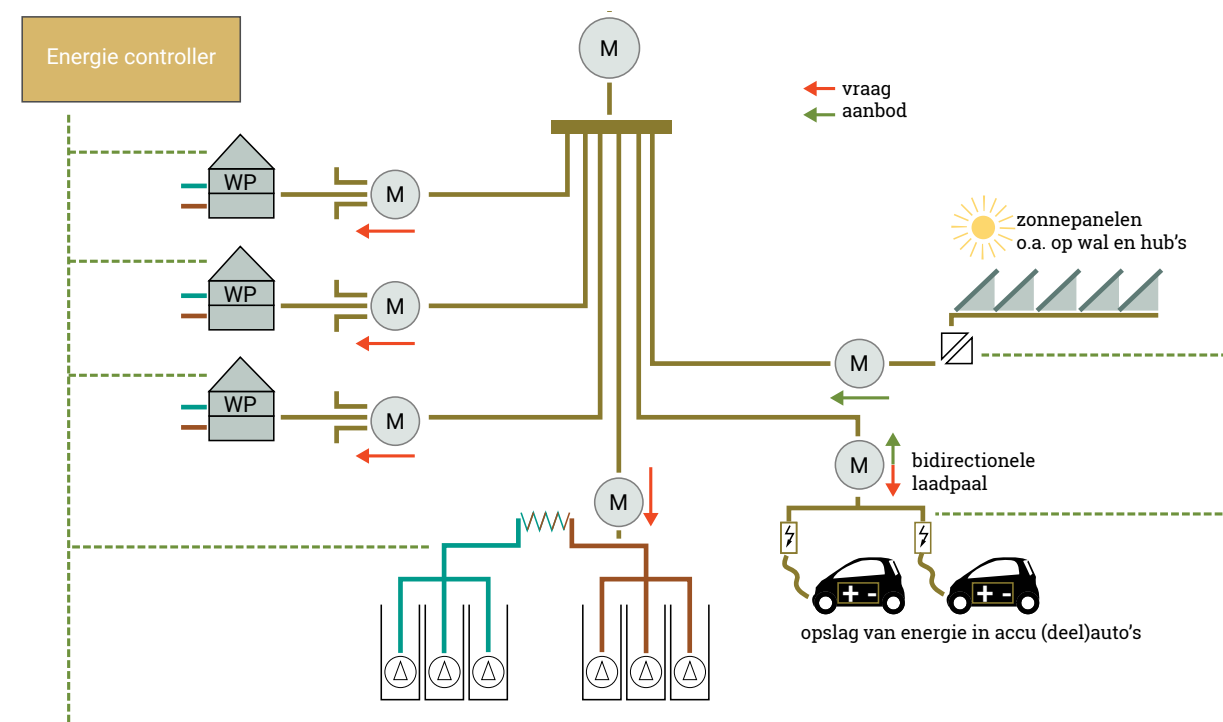 Energie controller
M
vraag
aanbod
WP
M
zonnepanelen
o.a. op wal en hub's
WP
M
M
WP
M
M
bidirectionele
laadpaal
M
+ -
+ -
opslag van energie in accu (deel)auto's